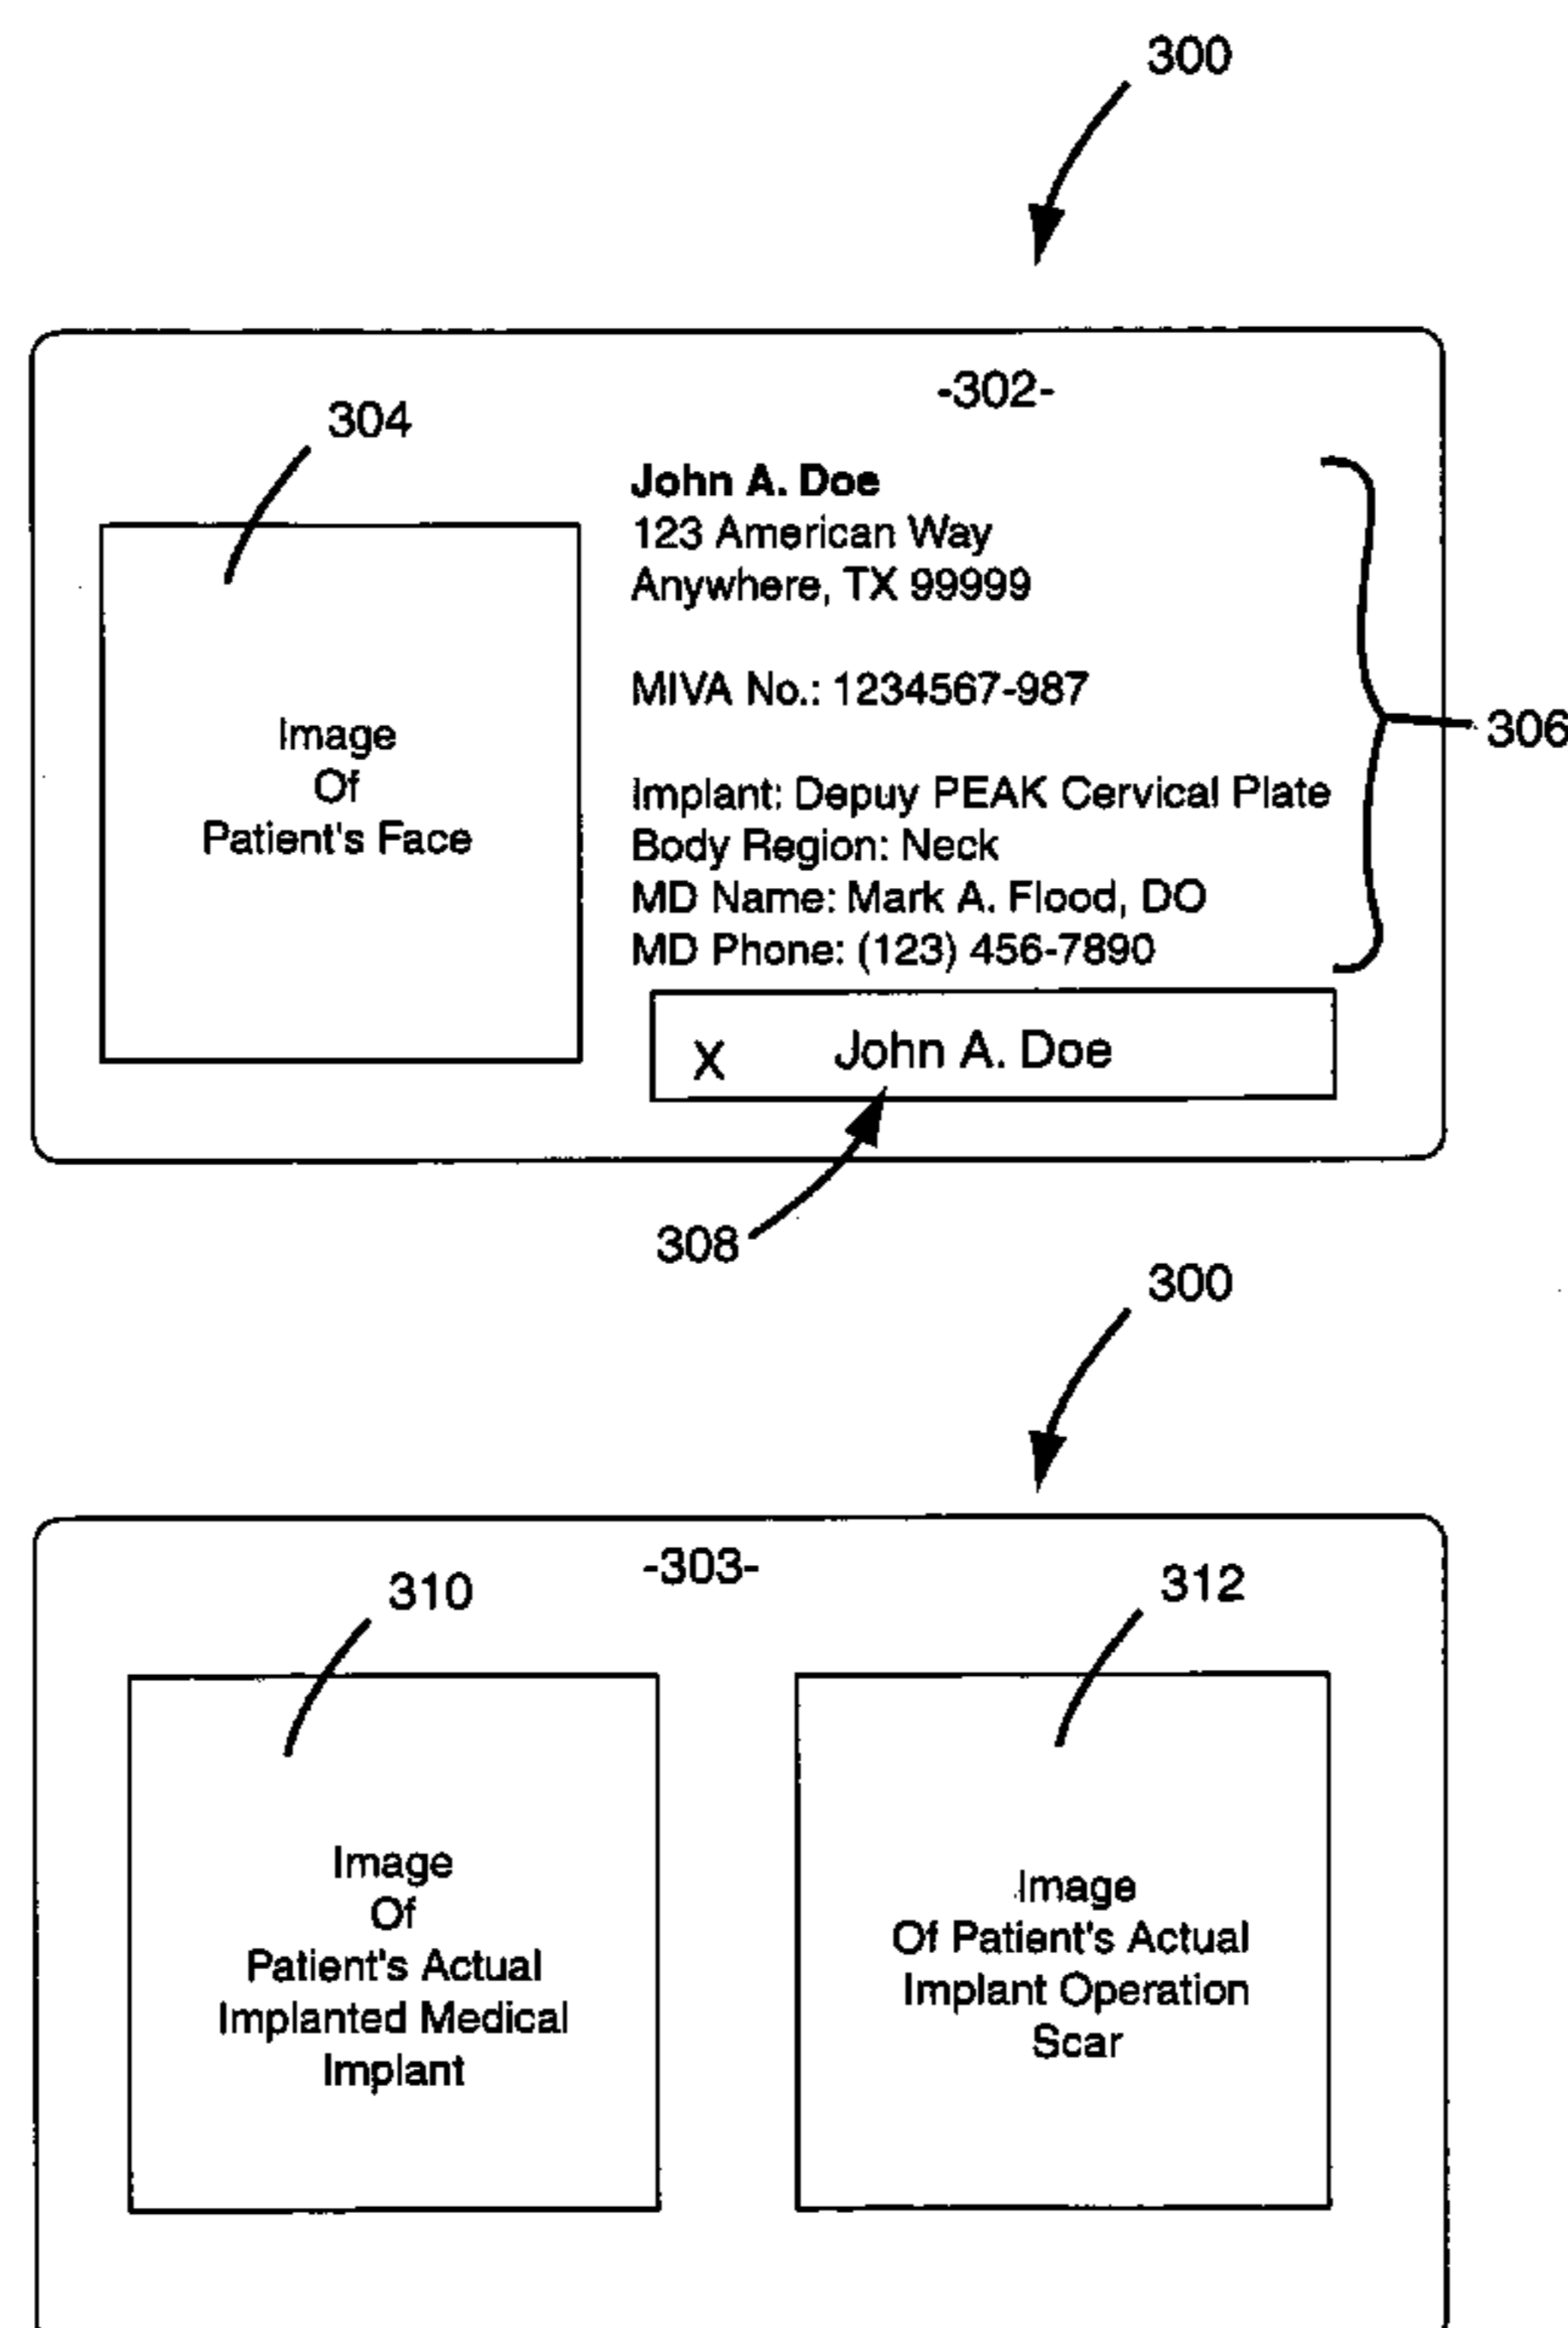 300
-302-
304
John A. Doe
123 American Way
Anywhere, TX 99999
MIVA No.: 1234567-987
306
Image
Of
Patient's Face
Implant: Depuy PEAK Cervical Plate
Body Region: Neck
MD Name: Mark A. Flood, DO
MD Phone: (123) 456-7890
X John A. Doe
308
300
-303-
310
312
Image
Of
Patient's Actual
Implanted Medical
Implant
Image
Of Patient's Actual
Implant Operation
Scar